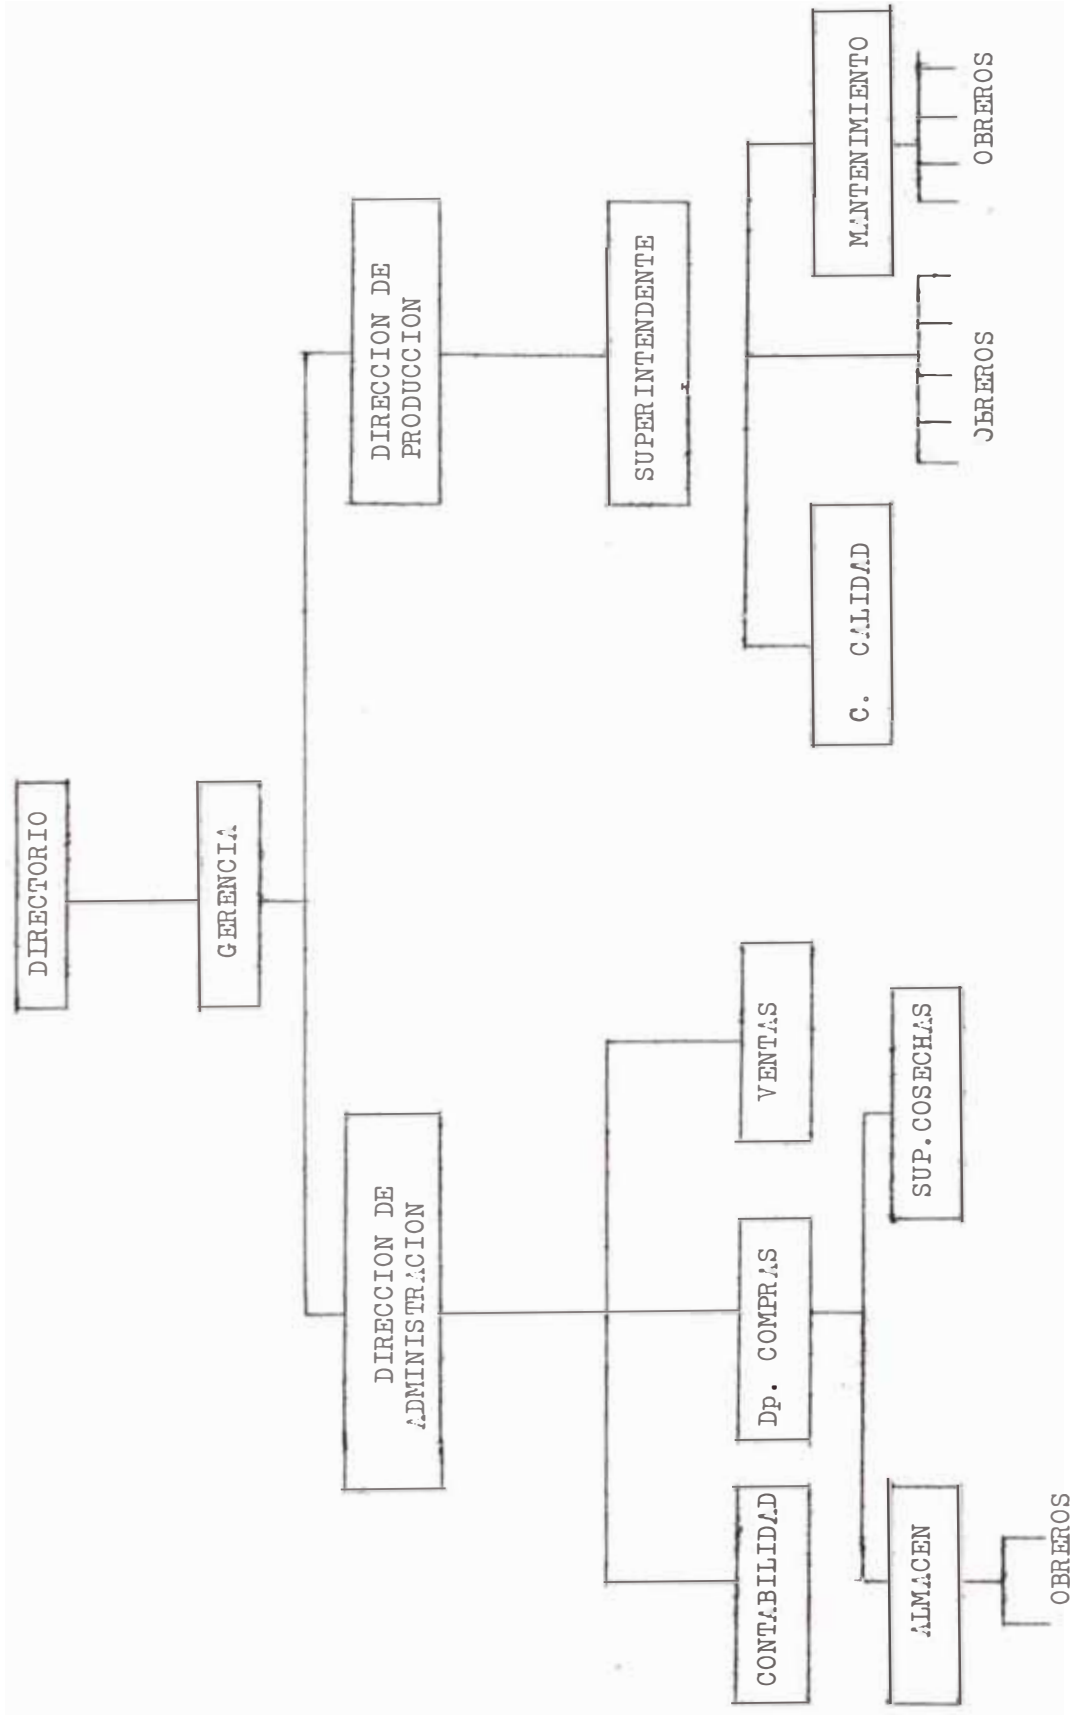 DIRECTORIO
GERENCIA
DIRECCION DE
ADMINISTRACION
DIRECCION DE
PRODUCCION
SUPERINTENDENTE
CONTABILIDAD
Dp. COMPRAS
VENTAS
C. CALIDAD
MANTENIMIENTO
ALMACEN
SUP.COSECHAS
OBREROS
OBREROS
OBREROS